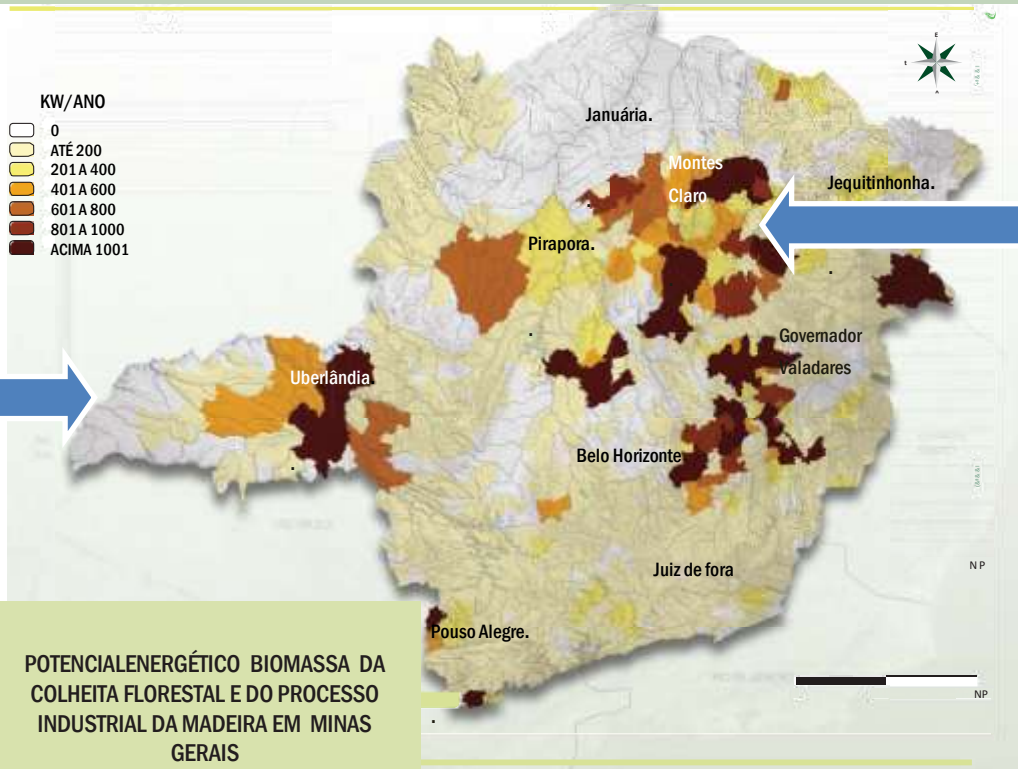 KW/ANO
0
ATÉ 200
201 A 400
401 A 600
601 A 800
801 A 1000
ACIMA 1001
Januária.
Montes
Claro
Jequitinhonha.
Pirapora.
Governador
Valadares
Uberlândia
Belo Horizonte
Juiz de fora
N P
Pouso Alegre.
NP
POTENCIALENERGÉTICO BIOMASSA DA
COLHEITA FLORESTAL E DO PROCESSO
INDUSTRIAL DA MADEIRA EM MINAS
GERAIS